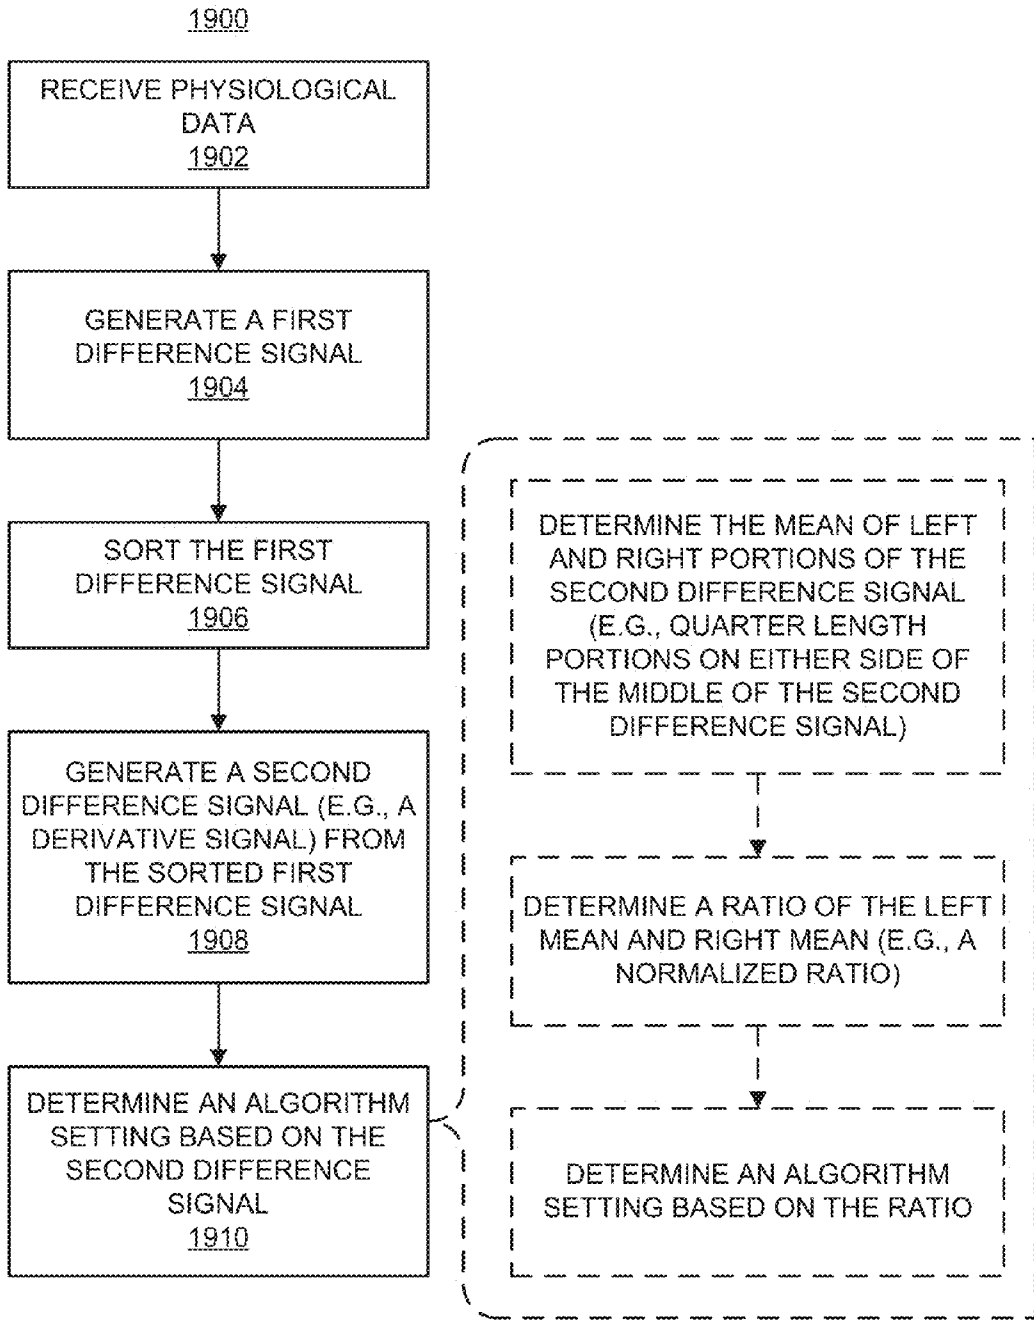 1900
RECEIVE PHYSIOLOGICAL
DATA
1902
GENERATE A FIRST
DIFFERENCE SIGNAL
1904
SORT THE FIRST
DIFFERENCE SIGNAL
1906
GENERATE A SECOND
DIFFERENCE SIGNAL (E.G., A
DERIVATIVE SIGNAL) FROM
THE SORTED FIRST
DIFFERENCE SIGNAL
1908
DETERMINE AN ALGORITHM
SETTING BASED ON THE
SECOND DIFFERENCE
SIGNAL
1910
DETERMINE THE MEAN OF LEFT
AND RIGHT PORTIONS OF THE
SECOND DIFFERENCE SIGNAL
(E.G., QUARTER LENGTH
PORTIONS ON EITHER SIDE OF
THE MIDDLE OF THE SECOND
DIFFERENCE SIGNAL)
DETERMINE A RATIO OF THE LEFT
MEAN AND RIGHT MEAN (E.G., A
NORMALIZED RATIO)
DETERMINE AN ALGORITHM
SETTING BASED ON THE RATIO